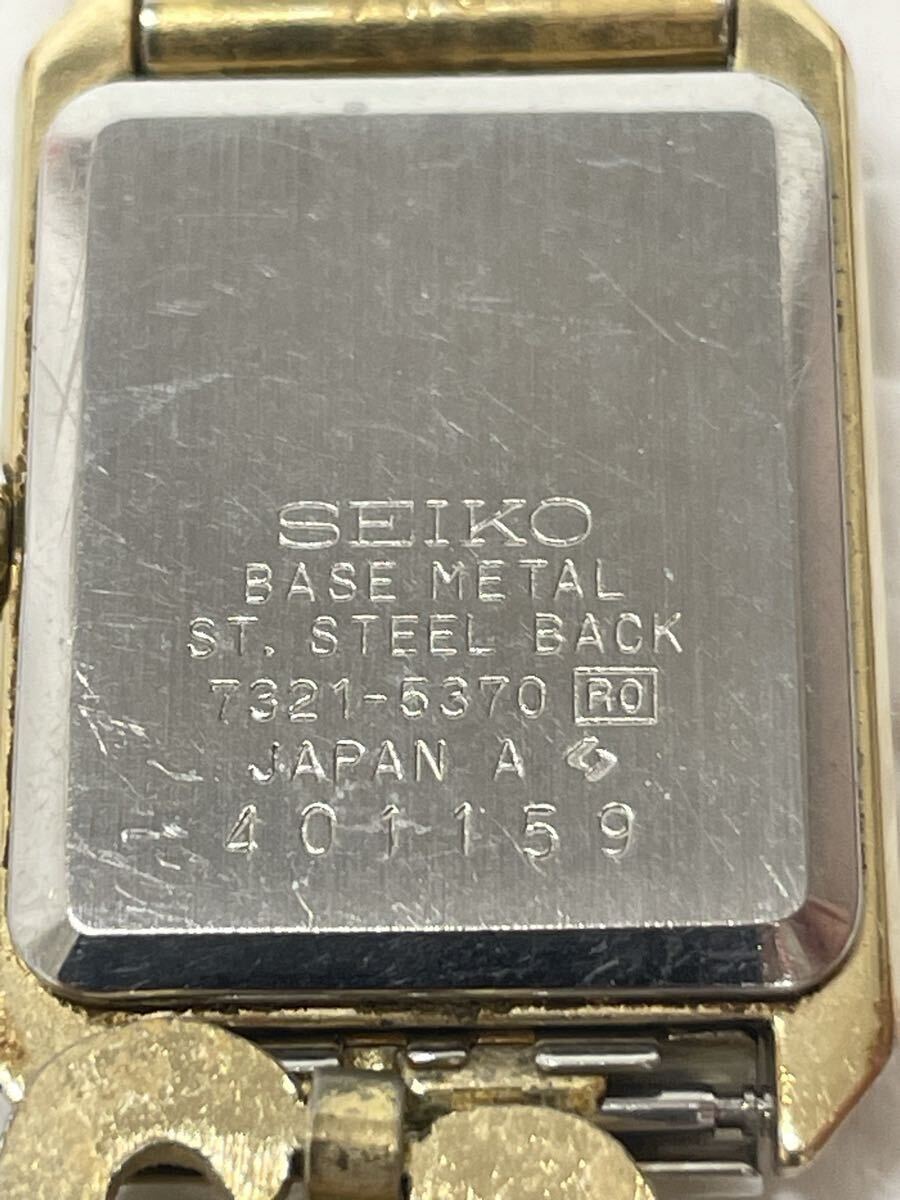 SEIKO
BASE METAL
ST. STEEL BACK
7321-5370 R0
JAPAN A
401159